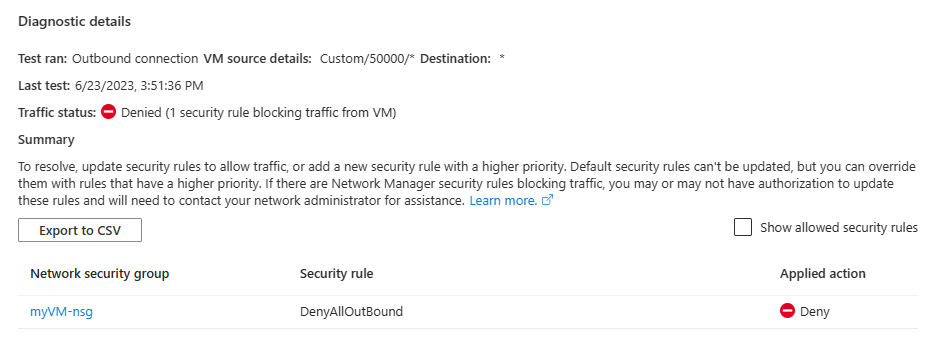 Diagnostic details
Test ran: Outbound connection VM source details: Custom/50000/* Destination: *
Last test: 6/23/2023, 3:51:36 PM
Traffic status: Denied (1 security rule blocking traffic from VM)
Summary
To resolve, update security rules to allow traffic, or add a new security rule with a higher priority. Default security rules can't be updated, but you can override
them with rules that have a higher priority. If there are Network Manager security rules blocking traffic, you may or may not have authorization to update
these rules and will need to contact your network administrator for assistance. Learn more.
Export to CSV Show allowed security rules
Network security group Security rule Applied action
myVM-nsg DenyAllOutBound Deny